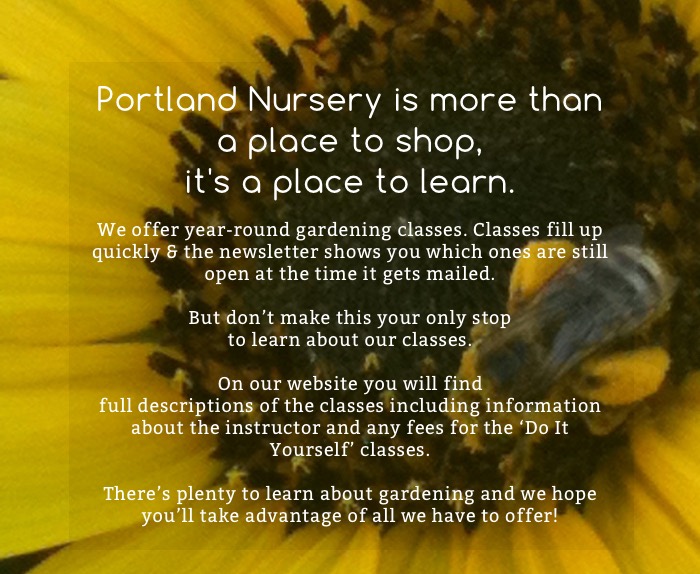 Portland Nursery is more than
a place to shop,
it's a place to learn.
We offer year-round gardening classes. Classes fill up
quickly & the newsletter shows you which ones are still
open at the time it gets mailed.
But don’t make this your only stop
to learn about our classes.
On our website you will find
full descriptions of the classes including information
about the instructor and any fees for the ‘Do It
Yourself’ classes.
There’s plenty to learn about gardening and we hope
you’ll take advantage of all we have to offer!